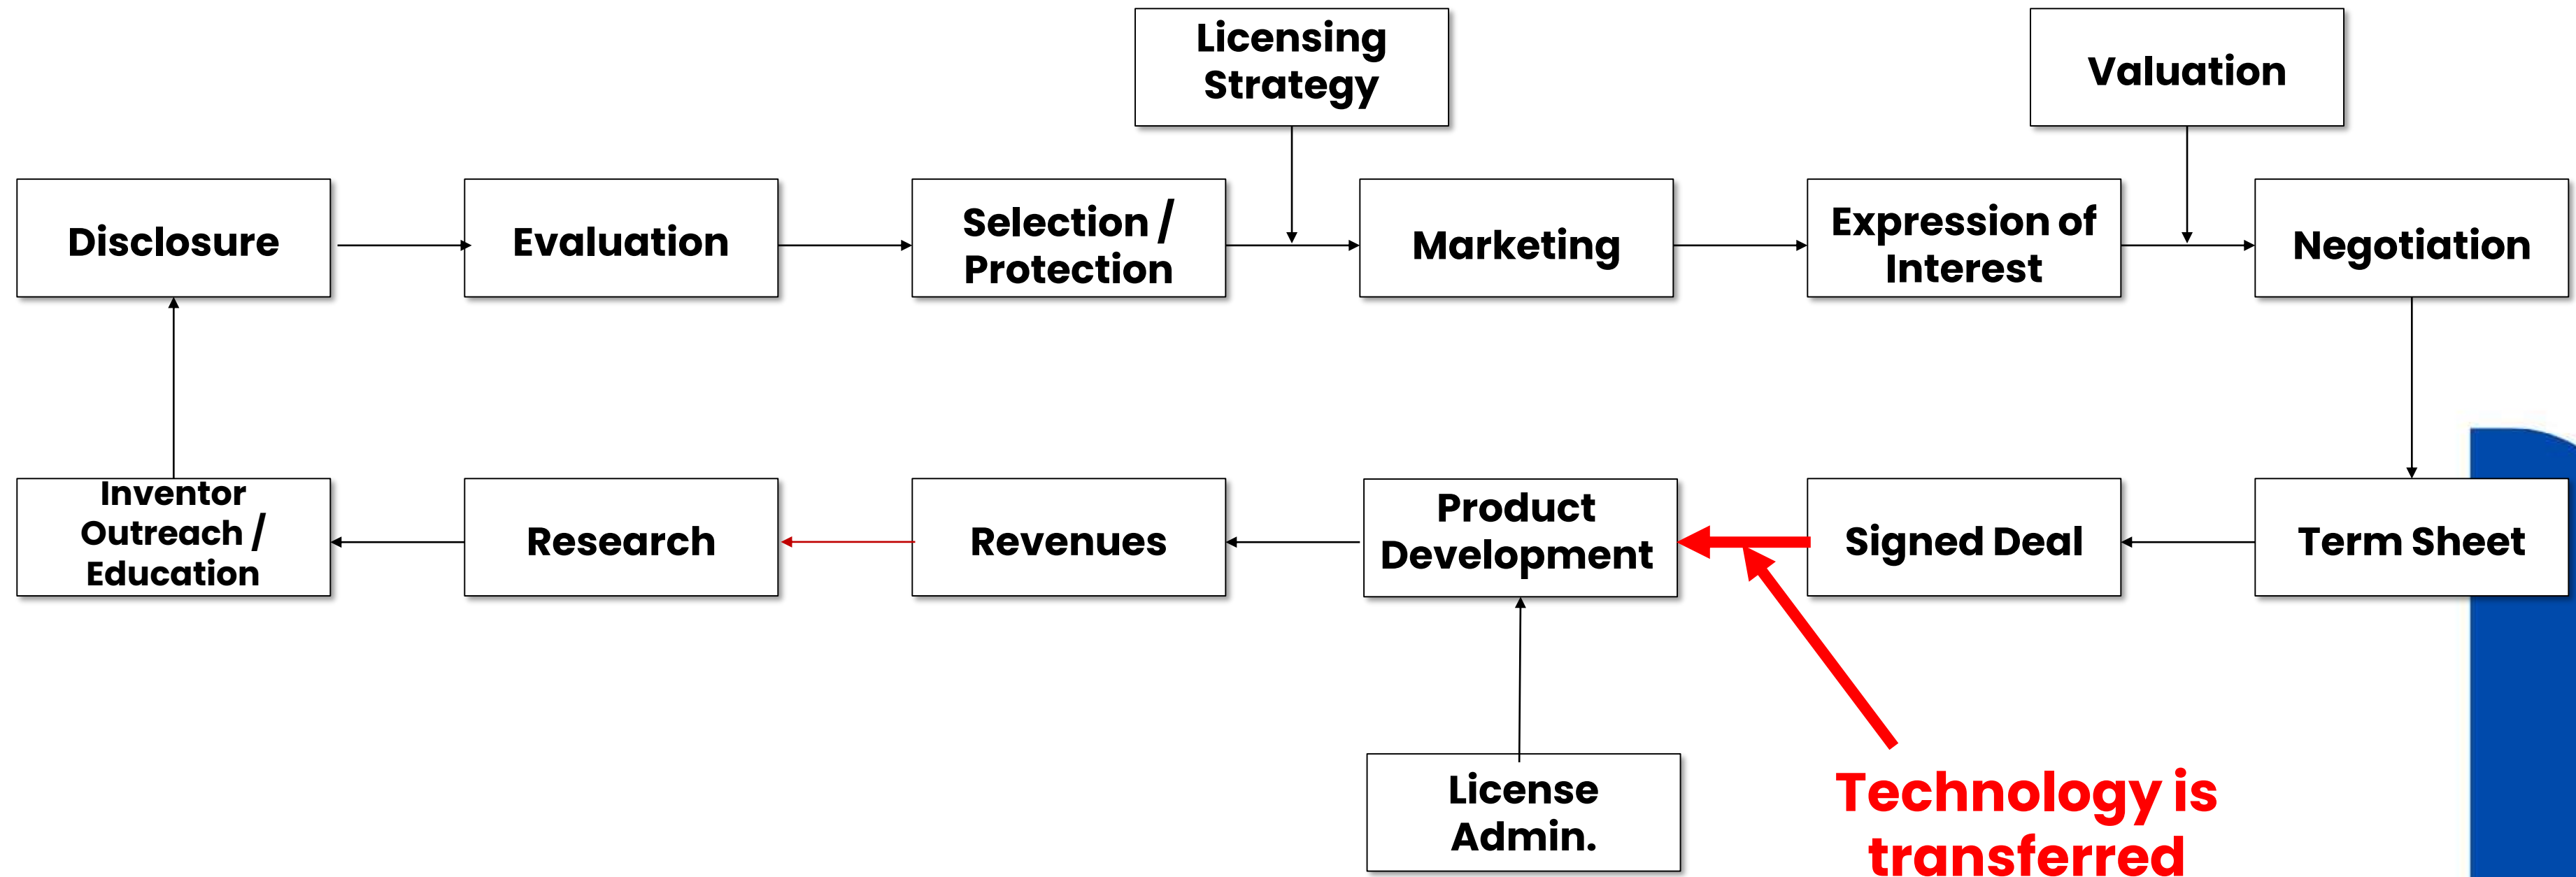 Licensing
Strategy
Valuation
Disclosure
Evaluation
Selection /
Protection
Marketing
Expression of
Interest
Negotiation
Inventor
Outreach /
Education
Research
Revenues
Product
Development
Signed Deal
Term Sheet
License
Admin.
Technology is
transferred